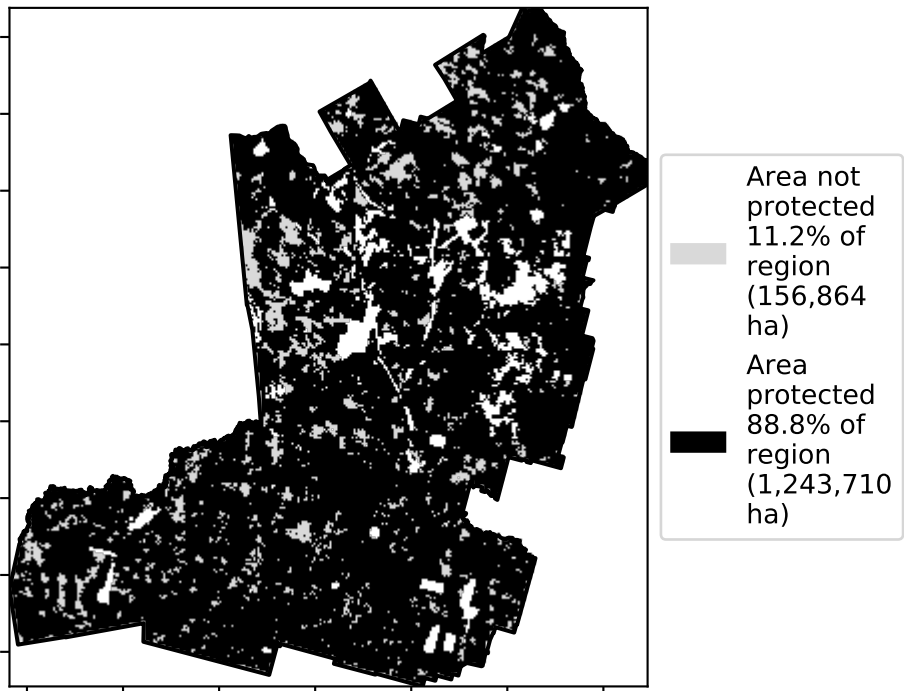 Area not
protected
11.2% of
region
(156,864
ha)
Area
protected
88.8% of
region
(1,243,710
ha)